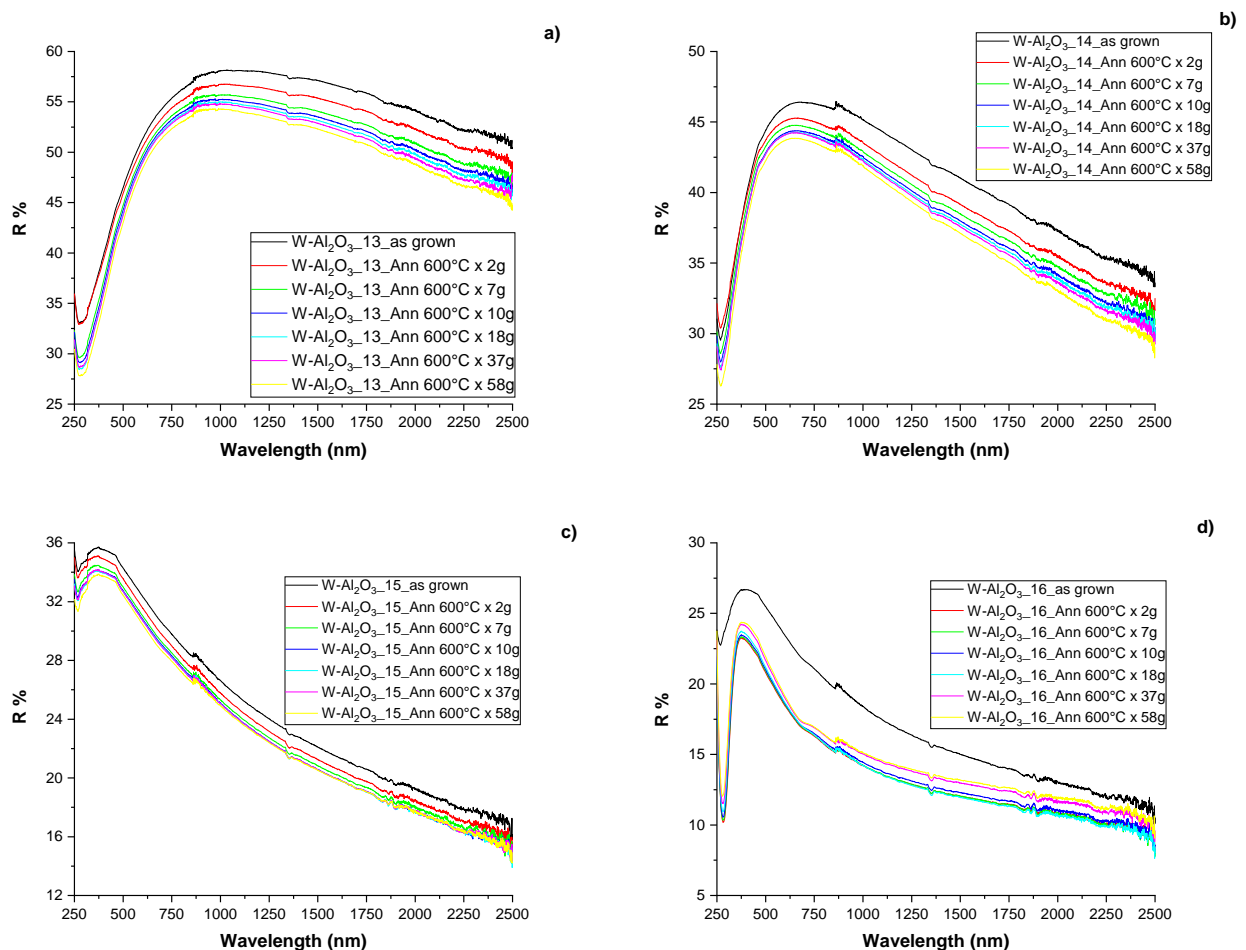 a)
R %
60
55
50
45
40
35
30
25
W-Al₂O₃_13_as grown
W-Al₂O₃_13_Ann 600°C x 2g
W-Al₂O₃_13_Ann 600°C x 7g
W-Al₂O₃_13_Ann 600°C x 10g
W-Al₂O₃_13_Ann 600°C x 18g
W-Al₂O₃_13_Ann 600°C x 37g
W-Al₂O₃_13_Ann 600°C x 58g
250 500 750 1000 1250 1500 1750 2000 2250 2500
Wavelength (nm)
b)
R %
50
45
40
35
30
25
W-Al₂O₃_14_as grown
W-Al₂O₃_14_Ann 600°C x 2g
W-Al₂O₃_14_Ann 600°C x 7g
W-Al₂O₃_14_Ann 600°C x 10g
W-Al₂O₃_14_Ann 600°C x 18g
W-Al₂O₃_14_Ann 600°C x 37g
W-Al₂O₃_14_Ann 600°C x 58g
250 500 750 1000 1250 1500 1750 2000 2250 2500
Wavelength (nm)
c)
R %
36
32
28
24
20
16
12
W-Al₂O₃_15_as grown
W-Al₂O₃_15_Ann 600°C x 2g
W-Al₂O₃_15_Ann 600°C x 7g
W-Al₂O₃_15_Ann 600°C x 10g
W-Al₂O₃_15_Ann 600°C x 18g
W-Al₂O₃_15_Ann 600°C x 37g
W-Al₂O₃_15_Ann 600°C x 58g
250 500 750 1000 1250 1500 1750 2000 2250 2500
Wavelength (nm)
d)
R %
30
25
20
15
10
5
W-Al₂O₃_16_as grown
W-Al₂O₃_16_Ann 600°C x 2g
W-Al₂O₃_16_Ann 600°C x 7g
W-Al₂O₃_16_Ann 600°C x 10g
W-Al₂O₃_16_Ann 600°C x 18g
W-Al₂O₃_16_Ann 600°C x 37g
W-Al₂O₃_16_Ann 600°C x 58g
250 500 750 1000 1250 1500 1750 2000 2250 2500
Wavelength (nm)